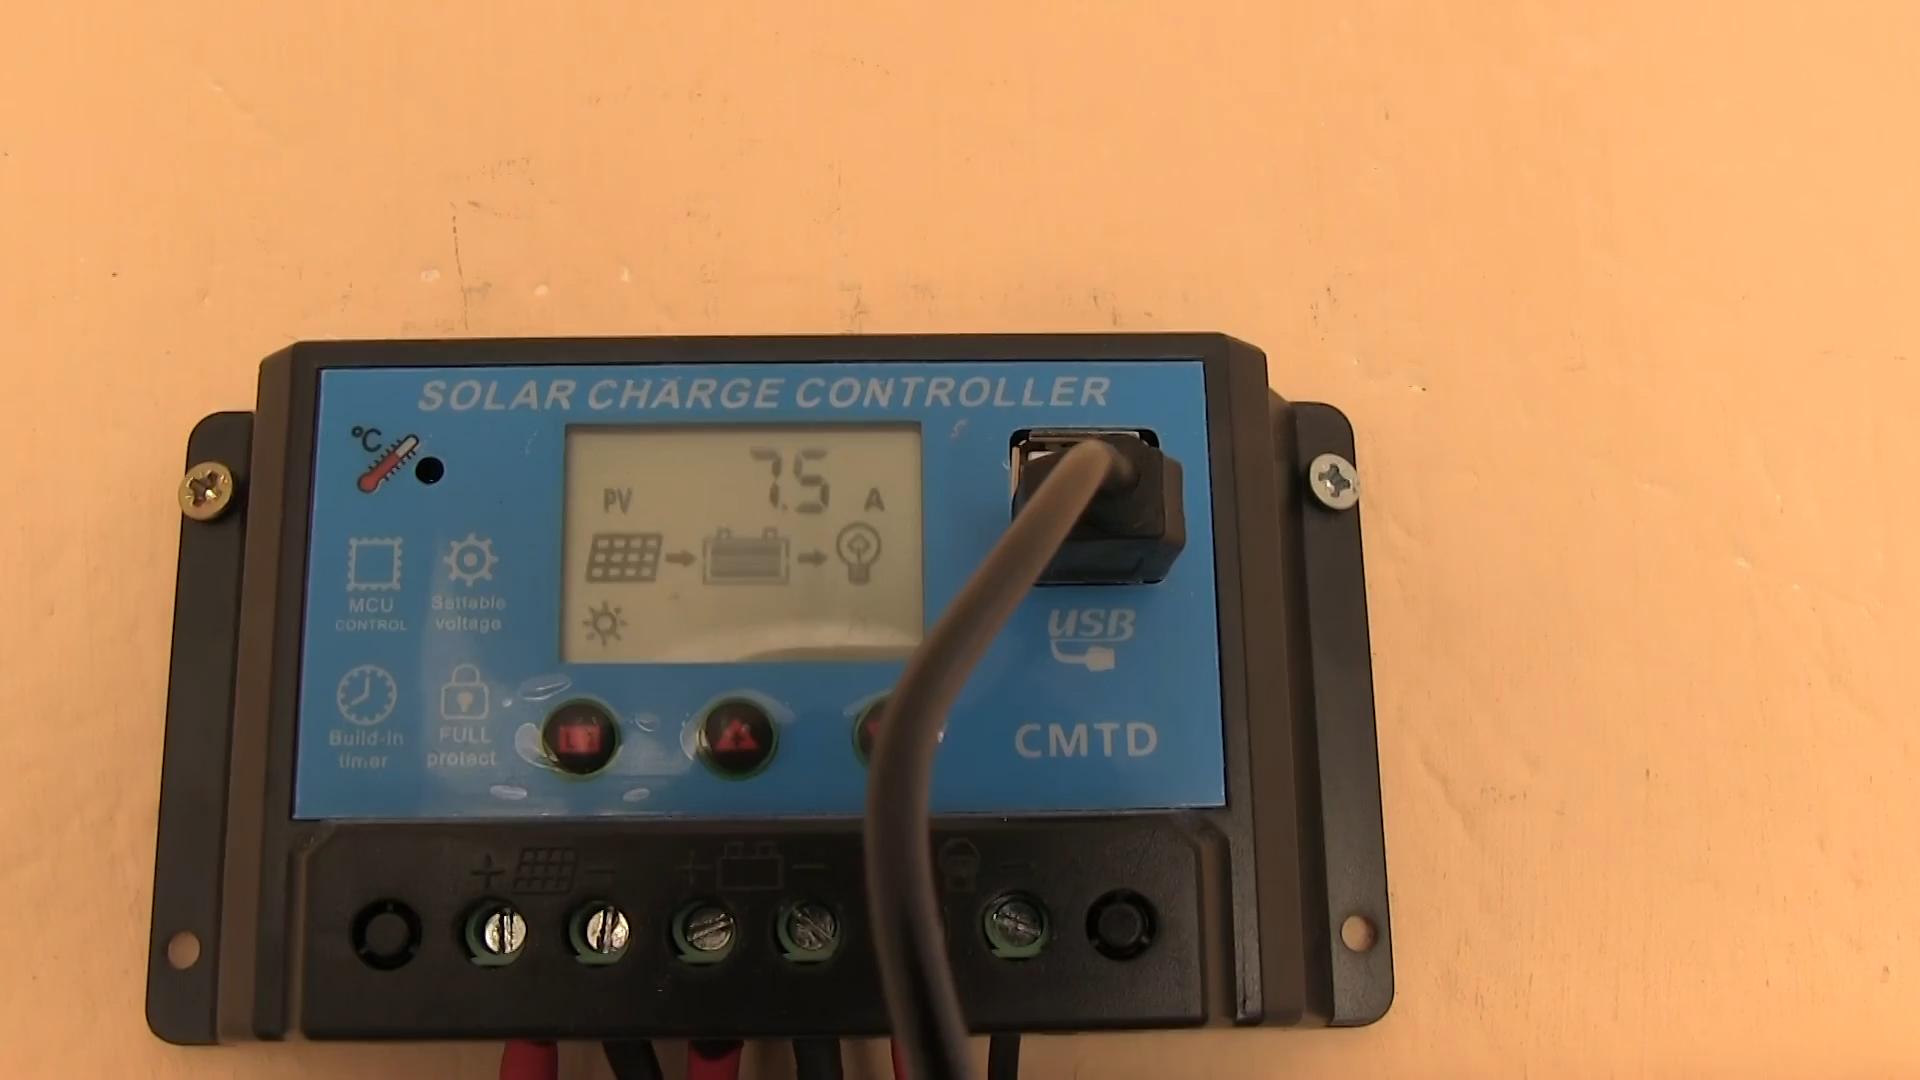 SOLAR CHARGE CONTROLLER
°C
7.5
PV
A
MCU
CONTROL
Settable
voltage
USB
Build-in
timer
FULL
protect
CMTD
+ -
+ -
-